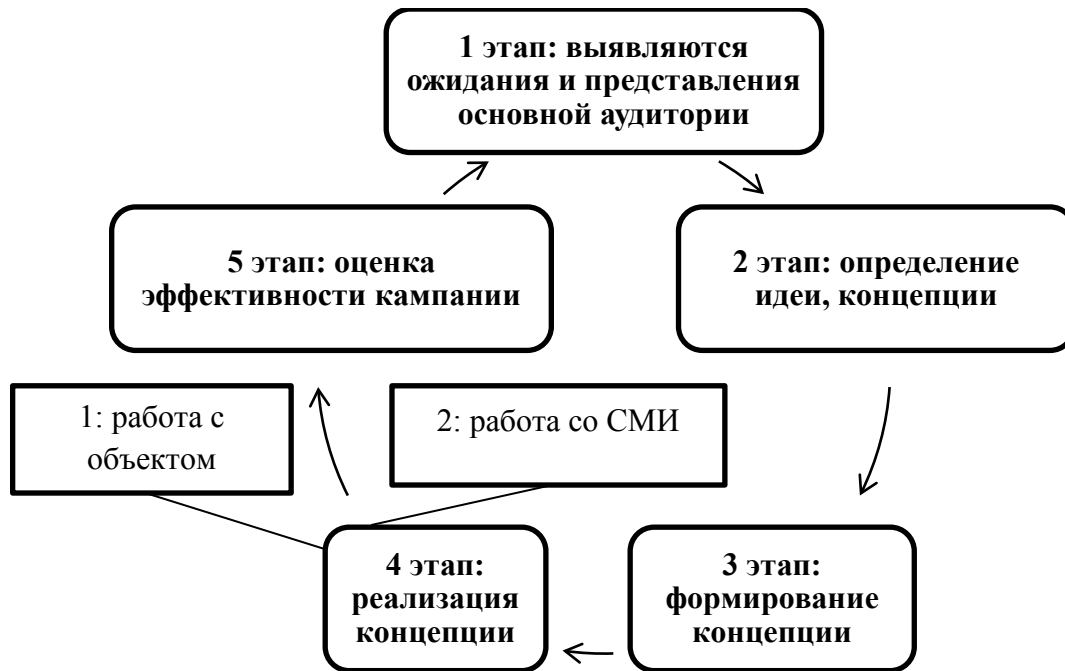 1 этап: выявляются
ожидания и представления
основной аудитории
5 этап: оценка
эффективности кампании
2 этап: определение
идеи, концепции
1: работа с
объектом
2: работа со СМИ
4 этап:
реализация
концепции
3 этап:
формирование
концепции